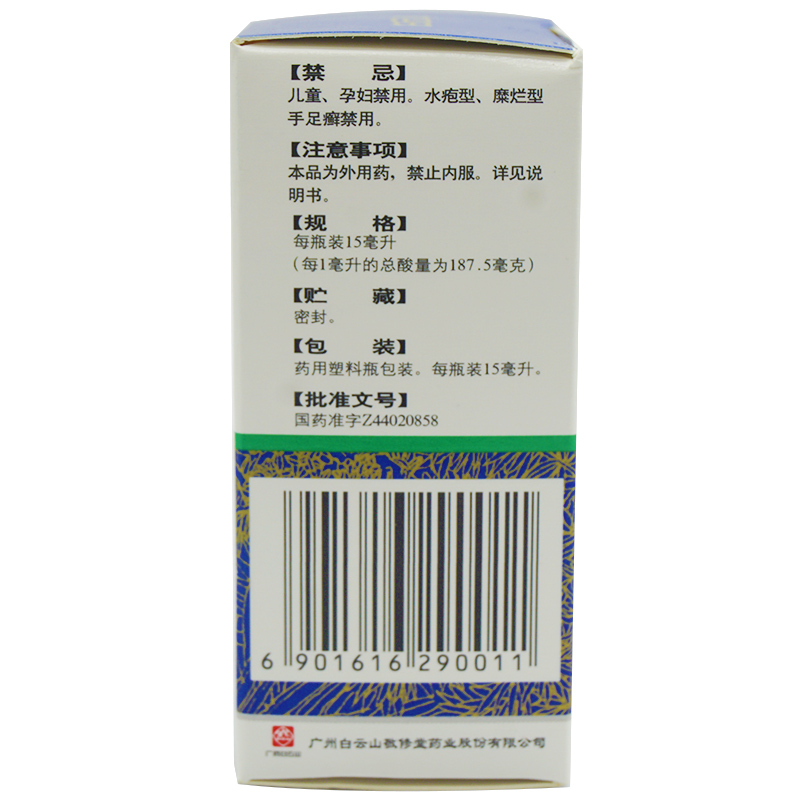 【禁 忌】
儿童、孕妇禁用。水疱型、糜烂型
手足癣禁用。
【注意事项】
本品为外用药，禁止内服。详见说
明书。
【规 格】
每瓶装15毫升
（每1毫升的总酸量为187.5毫克）
【贮 藏】
密封。
【包 装】
药用塑料瓶包装。每瓶装15毫升。
【批准文号】
国药准字Z44020858
6 901616 290011
广州白云山敬修堂药业股份有限公司